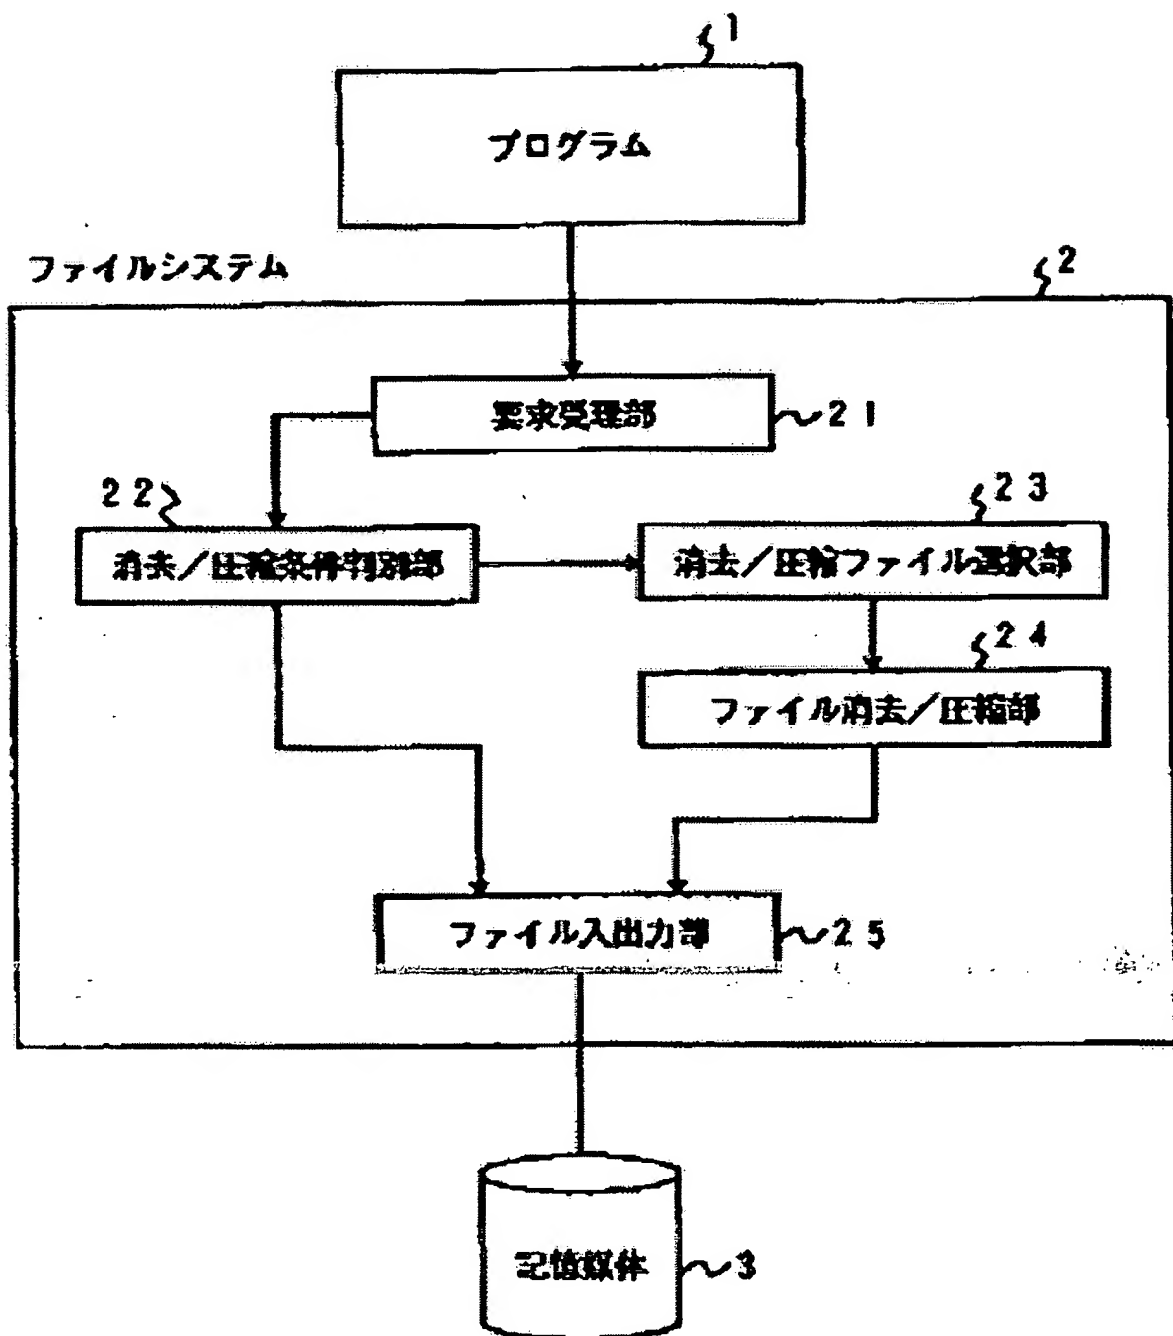 1
プログラム
ファイルシステム
2
要求受理部
21
22
23
消去／圧縮条件判別部
消去／圧縮ファイル選択部
24
ファイル消去／圧縮部
ファイル入出力部
25
記憶媒体
3